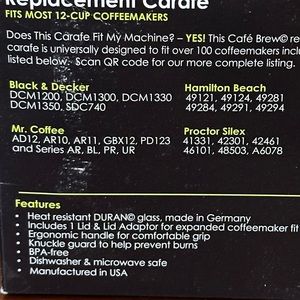 Replacement Carafe
FITS MOST 12-CUP COFFEEMAKERS
Does This Carafe Fit My Machine? – YES! This Café Brew© re
carafe is universally designed to fit over 100 coffeemakers inclu
listed below. Scan QR code for our more complete listing.
Black & Decker
DCM1200, DCM1300, DCM1330
DCM1350, SDC740
Hamilton Beach
49121, 49124, 49281
49284, 49291, 49294
Mr. Coffee
AD12, AR10, AR11, GBX12, PD123
and Series AR, BL, PR, UR
Proctor Silex
41331, 42301, 42461
46101, 48503, A6078
Features
• Heat resistant DURAN© glass, made in Germany
• Includes 1 Lid & Lid Adaptor for expanded coffeemaker fit
• Ergonomic handle for comfortable grip
• Knuckle guard to help prevent burns
• BPA-free
• Dishwasher & microwave safe
• Manufactured in USA